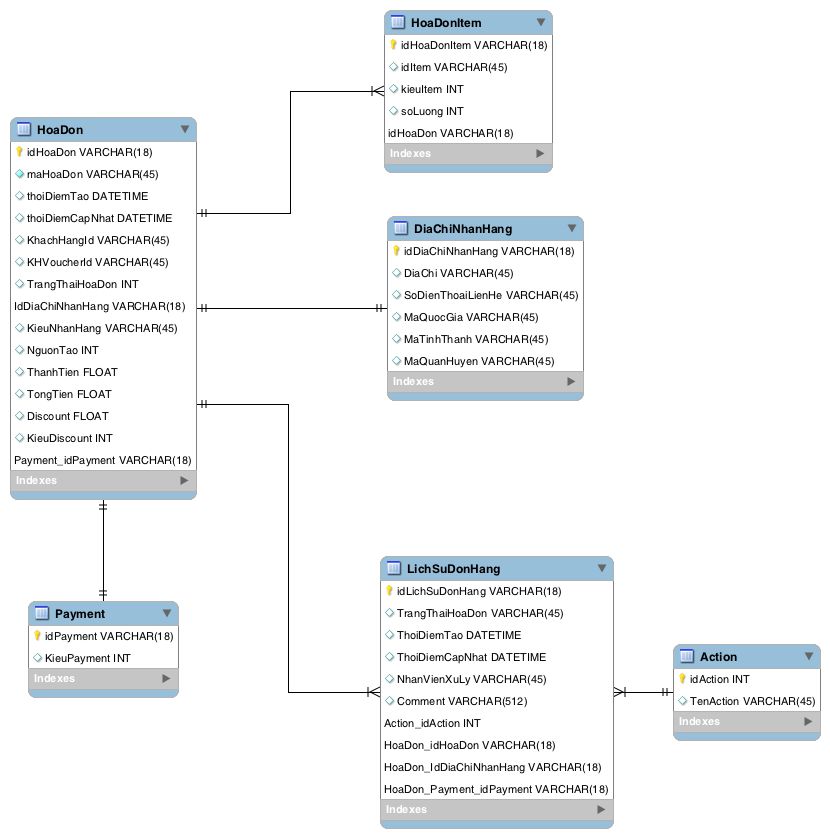 HoaDonItem
idHoaDonItem VARCHAR(18)
idItem VARCHAR(45)
kieuItem INT
soLuong INT
idHoaDon VARCHAR(18)
Indexes
HoaDon
idHoaDon VARCHAR(18)
maHoaDon VARCHAR(45)
thoiDiemTao DATETIME
thoiDiemCapNhat DATETIME
KhachHangId VARCHAR(45)
KHVoucherId VARCHAR(45)
TrangThaiHoaDon INT
IdDiaChiNhanHang VARCHAR(18)
KieuNhanHang VARCHAR(45)
NguonTao INT
ThanhTien FLOAT
TongTien FLOAT
Discount FLOAT
KieuDiscount INT
Payment_idPayment VARCHAR(18)
Indexes
DiaChiNhanHang
idDiaChiNhanHang VARCHAR(18)
DiaChi VARCHAR(45)
SoDienThoaiLienHe VARCHAR(45)
MaQuocGia VARCHAR(45)
MaTinhThanh VARCHAR(45)
MaQuanHuyen VARCHAR(45)
Indexes
Payment
idPayment VARCHAR(18)
KieuPayment INT
Indexes
LichSuDonHang
idLichSuDonHang VARCHAR(18)
TrangThaiHoaDon VARCHAR(45)
ThoiDiemTao DATETIME
ThoiDiemCapNhat DATETIME
NhanVienXuLy VARCHAR(45)
Comment VARCHAR(512)
Action_idAction INT
HoaDon_idHoaDon VARCHAR(18)
HoaDon_IdDiaChiNhanHang VARCHAR(18)
HoaDon_Payment_idPayment VARCHAR(18)
Indexes
Action
idAction INT
TenAction VARCHAR(45)
Indexes